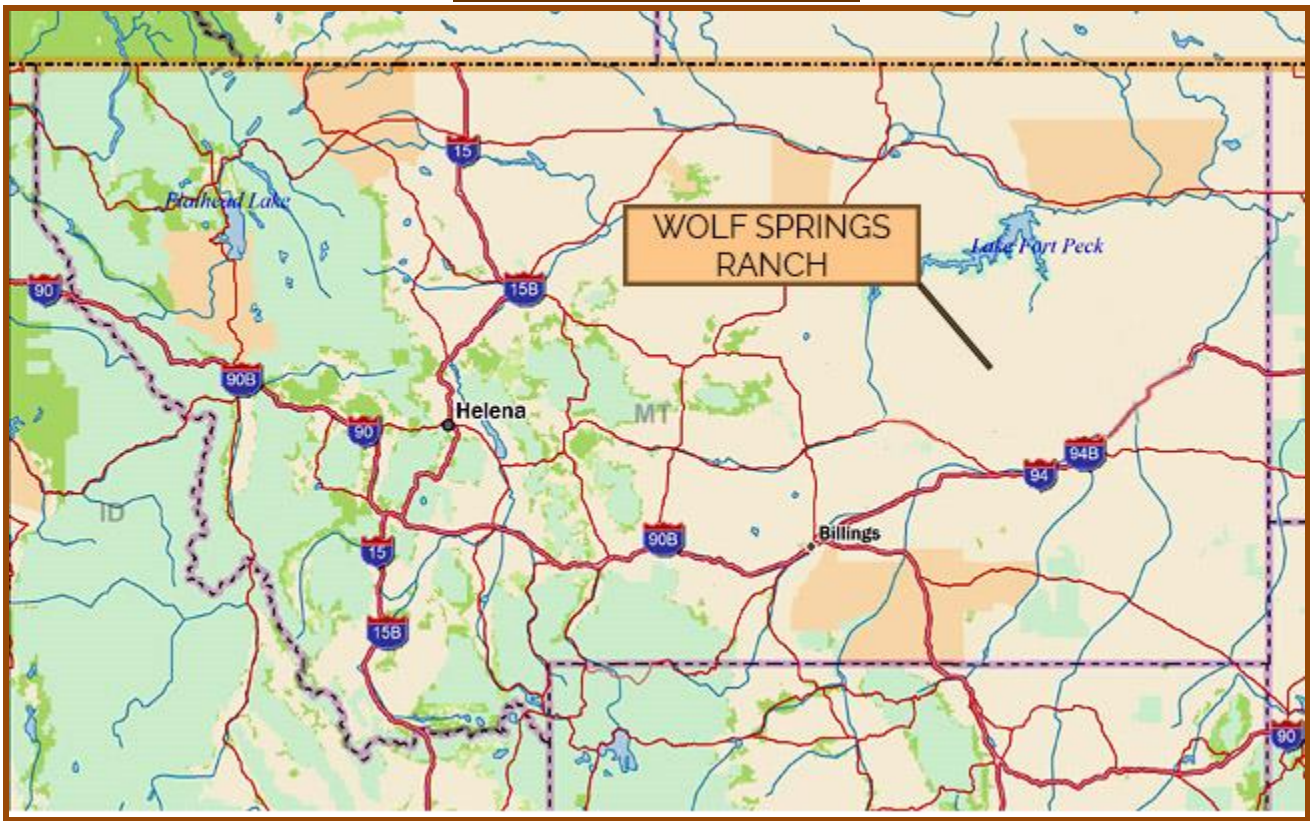 15
Flathead Lake
WOLF SPRINGS
RANCH
Lake Fort Peck
90
15B
90B
Helena
MT
90
94B
94
ID
90B
Billings
15
15B
90